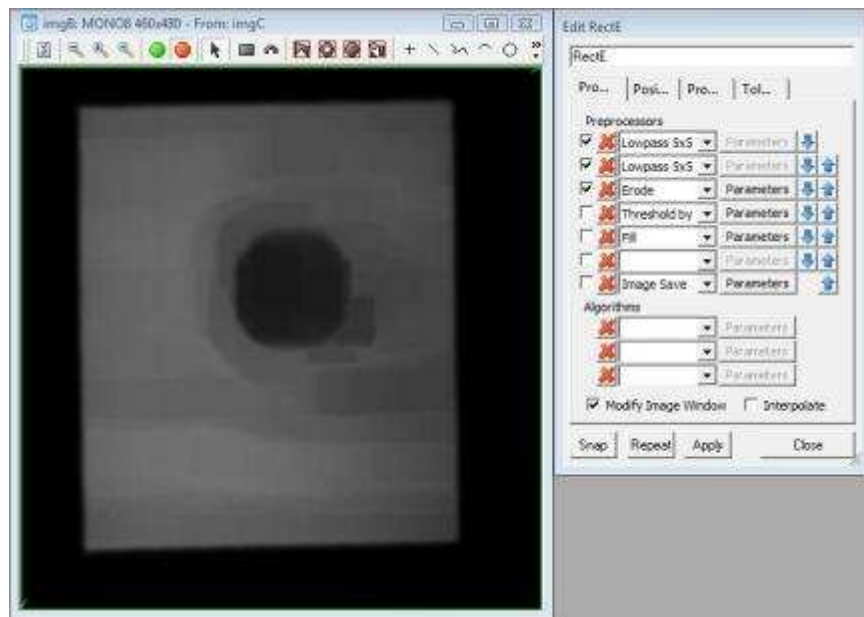 imgB: MONO8 460x430 - From: imgC
Edit RectE
RectE
Pro... Posi... Pro... Tol...
Preprocessors
Lowpass 5x5 Parameters
Lowpass 5x5 Parameters
Erode Parameters
Threshold by Parameters
Fill Parameters
Parameters
Image Save Parameters
Algorithms
Parameters
Parameters
Parameters
Modify Image Window Interpolate
Snap Repeat Apply Close